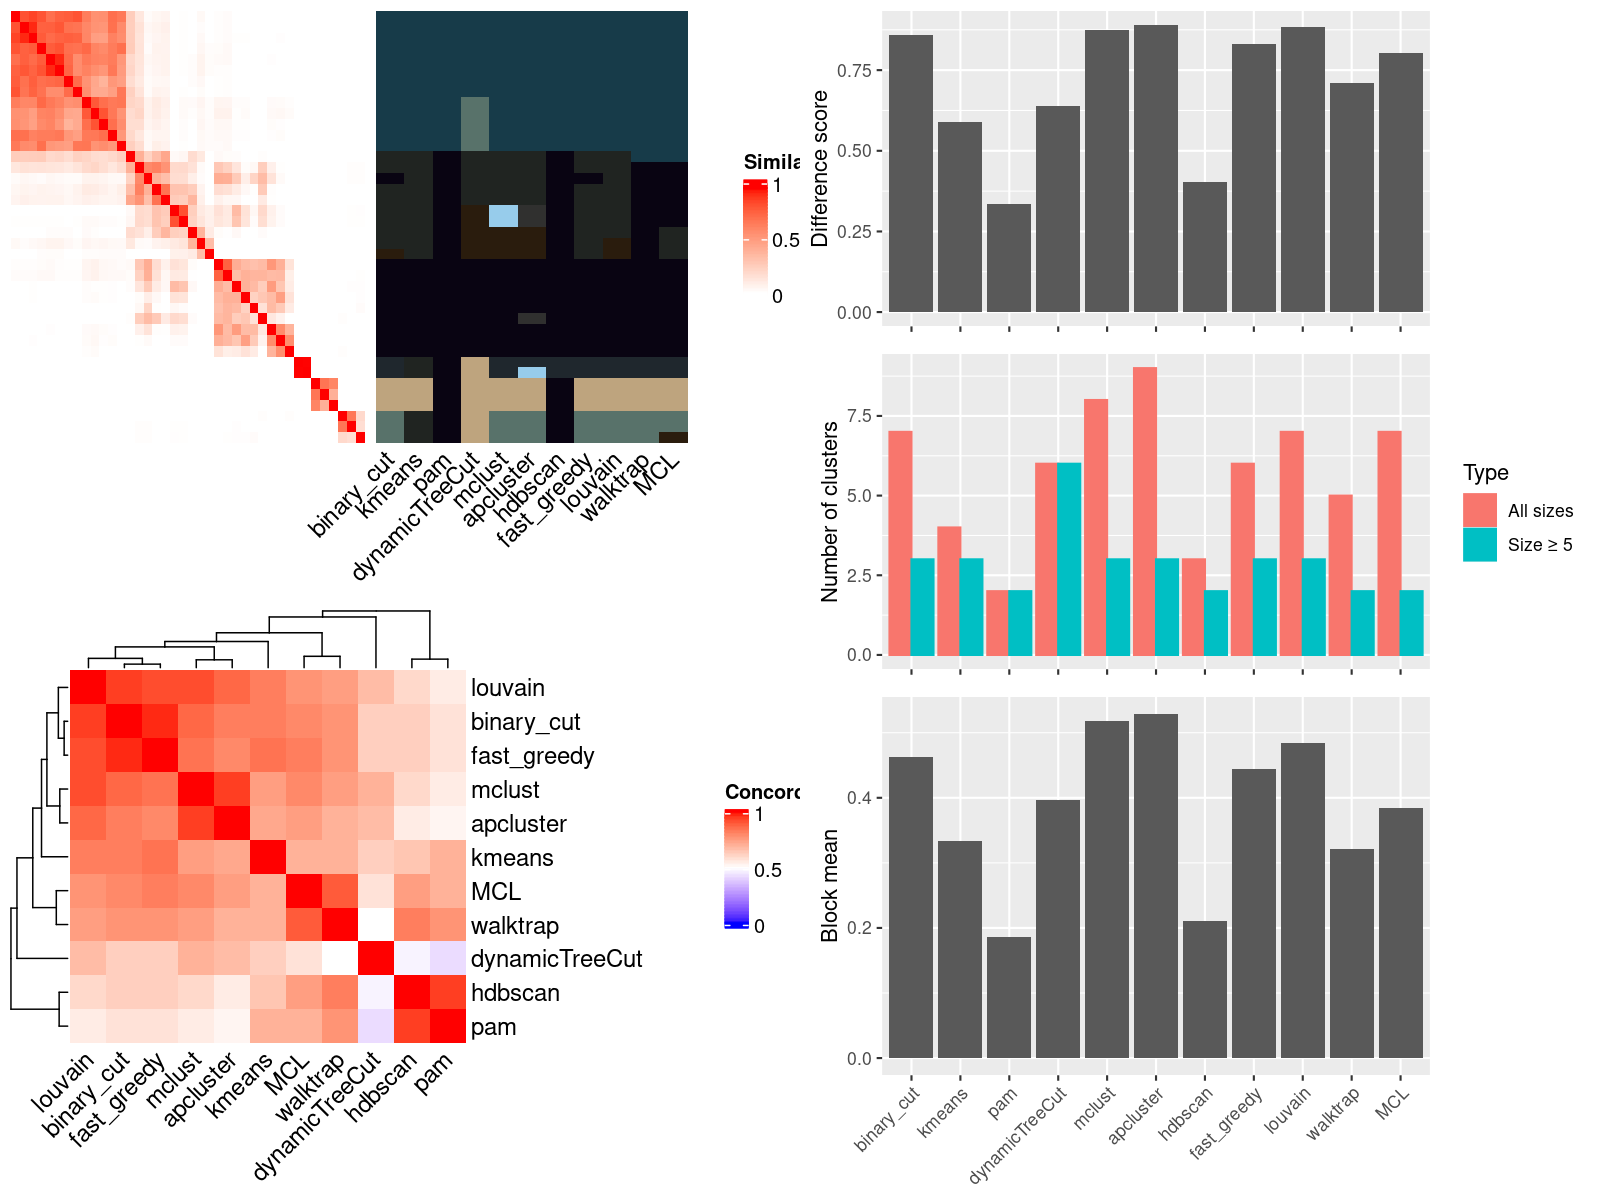 Simila
1
0.5
0
binary_cut
kmeans
pam
dynamicTreeCut
mclust
apcluster
hdbscan
fast_greedy
louvain
walktrap
MCL
louvain
binary_cut
fast_greedy
mclust
apcluster
kmeans
MCL
walktrap
dynamicTreeCut
hdbscan
pam
louvain
binary_cut
fast_greedy
mclust
apcluster
kmeans
MCL
walktrap
dynamicTreeCut
hdbscan
pam
Concord
1
0.5
0
Difference score
0.75
0.50
0.25
0.00
Number of clusters
7.5
5.0
2.5
0.0
Type
All sizes
Size ≥ 5
Block mean
0.4
0.2
0.0
binary_cut
kmeans
pam
dynamicTreeCut
mclust
apcluster
hdbscan
fast_greedy
louvain
walktrap
MCL